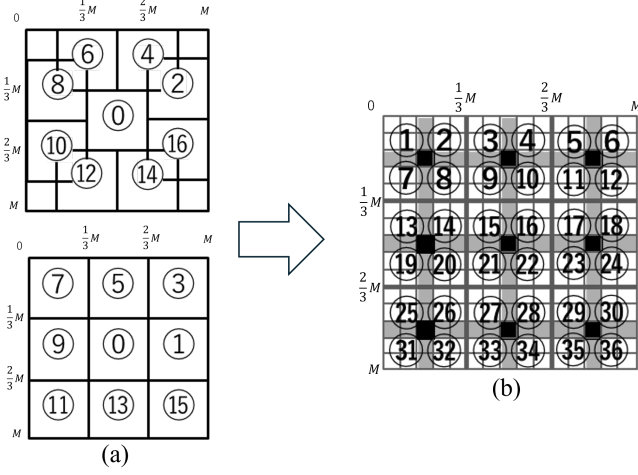 0 1/3 M 2/3 M M
6 4
1/3 M 8 2
0
2/3 M 10 16
12 14
M
0 1/3 M 2/3 M M
7 5 3
1/3 M
9 0 1
2/3 M
11 13 15
M
(a)
0 1/3 M 2/3 M M
1 2 3 4 5 6
7 8 9 10 11 12
1/3 M
13 14 15 16 17 18
19 20 21 22 23 24
2/3 M
25 26 27 28 29 30
31 32 33 34 35 36
M
(b)